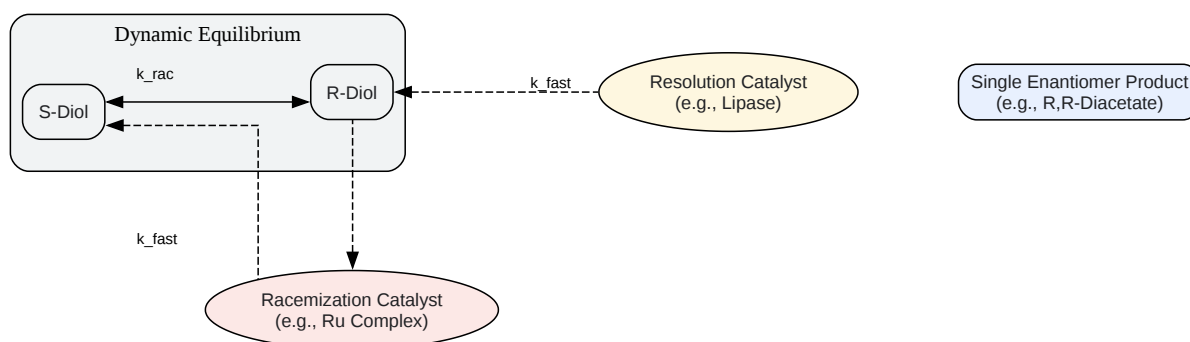 Dynamic Equilibrium
k_rac
S-Diol
R-Diol
k_fast
Resolution Catalyst
(e.g., Lipase)
Single Enantiomer Product
(e.g., R,R-Diacetate)
k_fast
Racemization Catalyst
(e.g., Ru Complex)